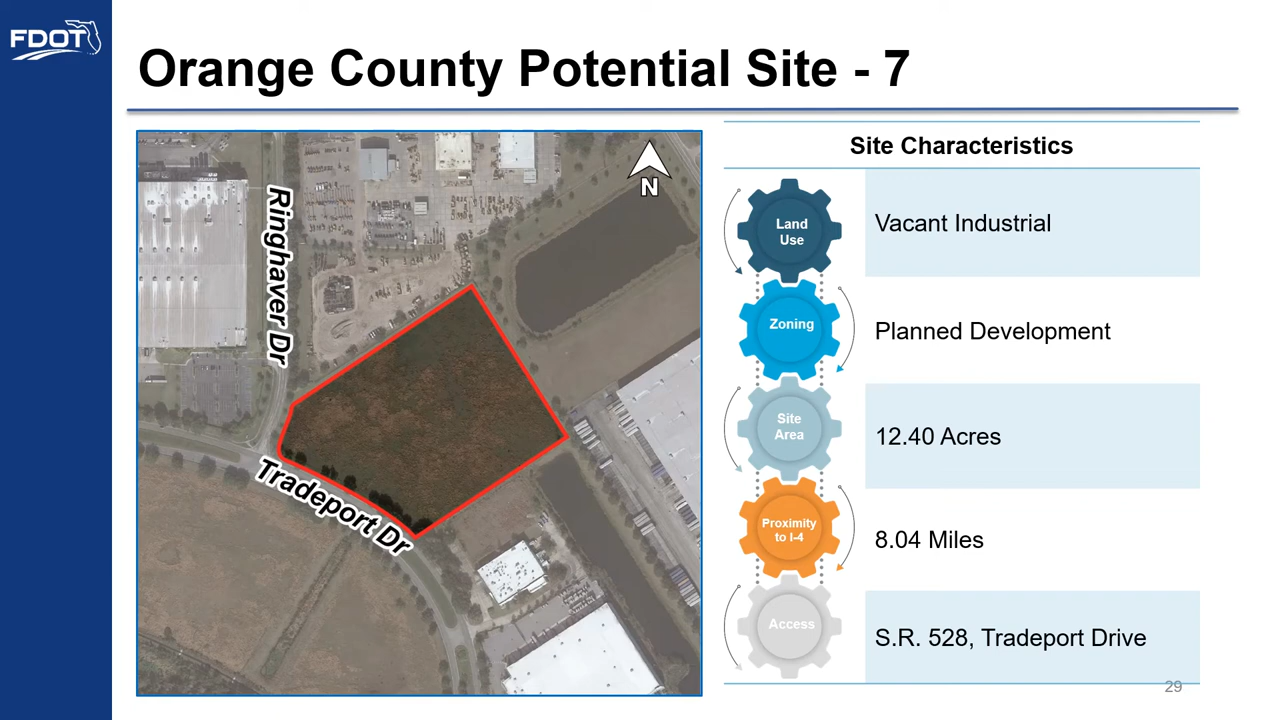 FDOT
Orange County Potential Site - 7
N
Ringhaver Dr
Tradeport Dr
Site Characteristics
Land
Use
Vacant Industrial
Zoning
Planned Development
Site
Area
12.40 Acres
Proximity
to I-4
8.04 Miles
Access
S.R. 528, Tradeport Drive
29